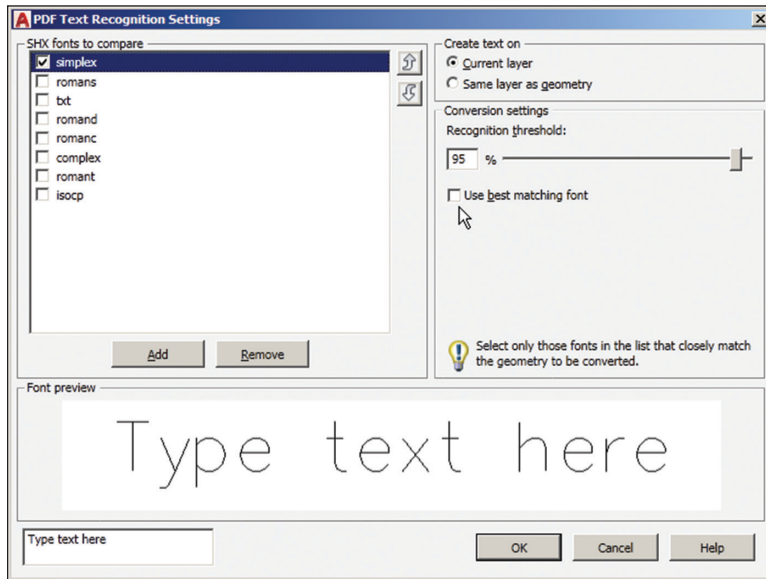 PDF Text Recognition Settings
SHX fonts to compare
simplex
romans
txt
romand
romanc
complex
romant
isocp
Add
Remove
Create text on
Current layer
Same layer as geometry
Conversion settings
Recognition threshold:
95 %
Use best matching font
Select only those fonts in the list that closely match
the geometry to be converted.
Font preview
Type text here
Type text here
OK
Cancel
Help